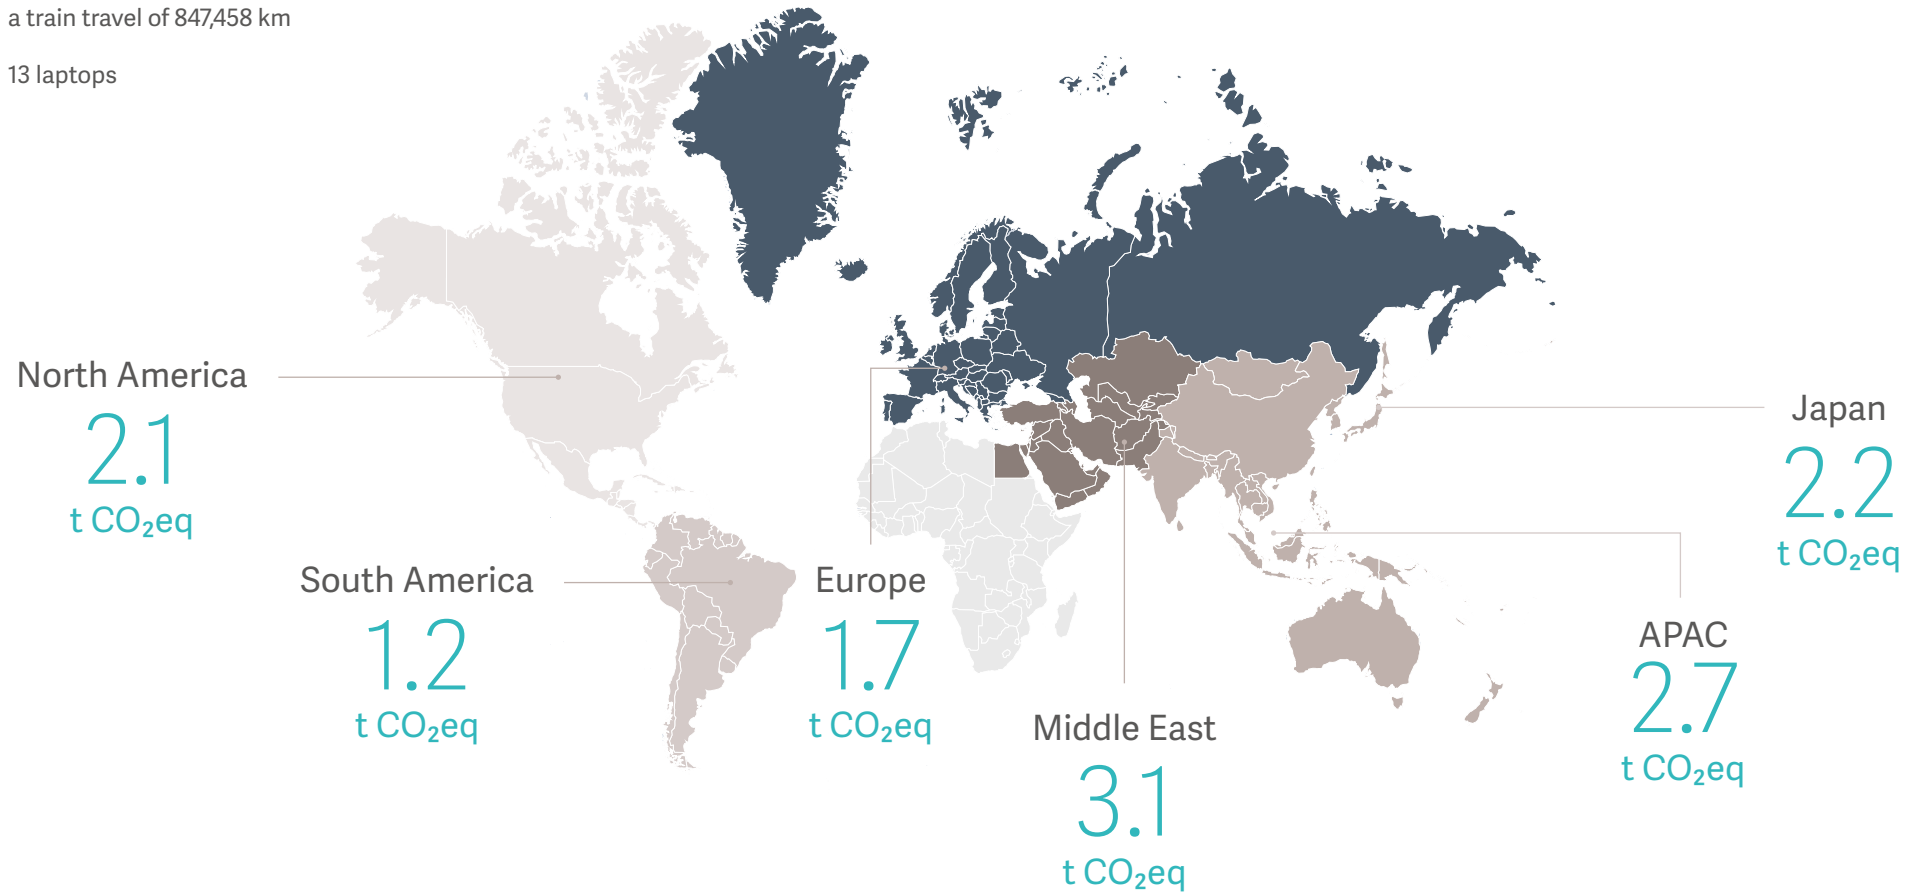 a train travel of 847,458 km
13 laptops
North America
2.1
t CO₂eq
South America
1.2
t CO₂eq
Europe
1.7
t CO₂eq
Middle East
3.1
t CO₂eq
Japan
2.2
t CO₂eq
APAC
2.7
t CO₂eq